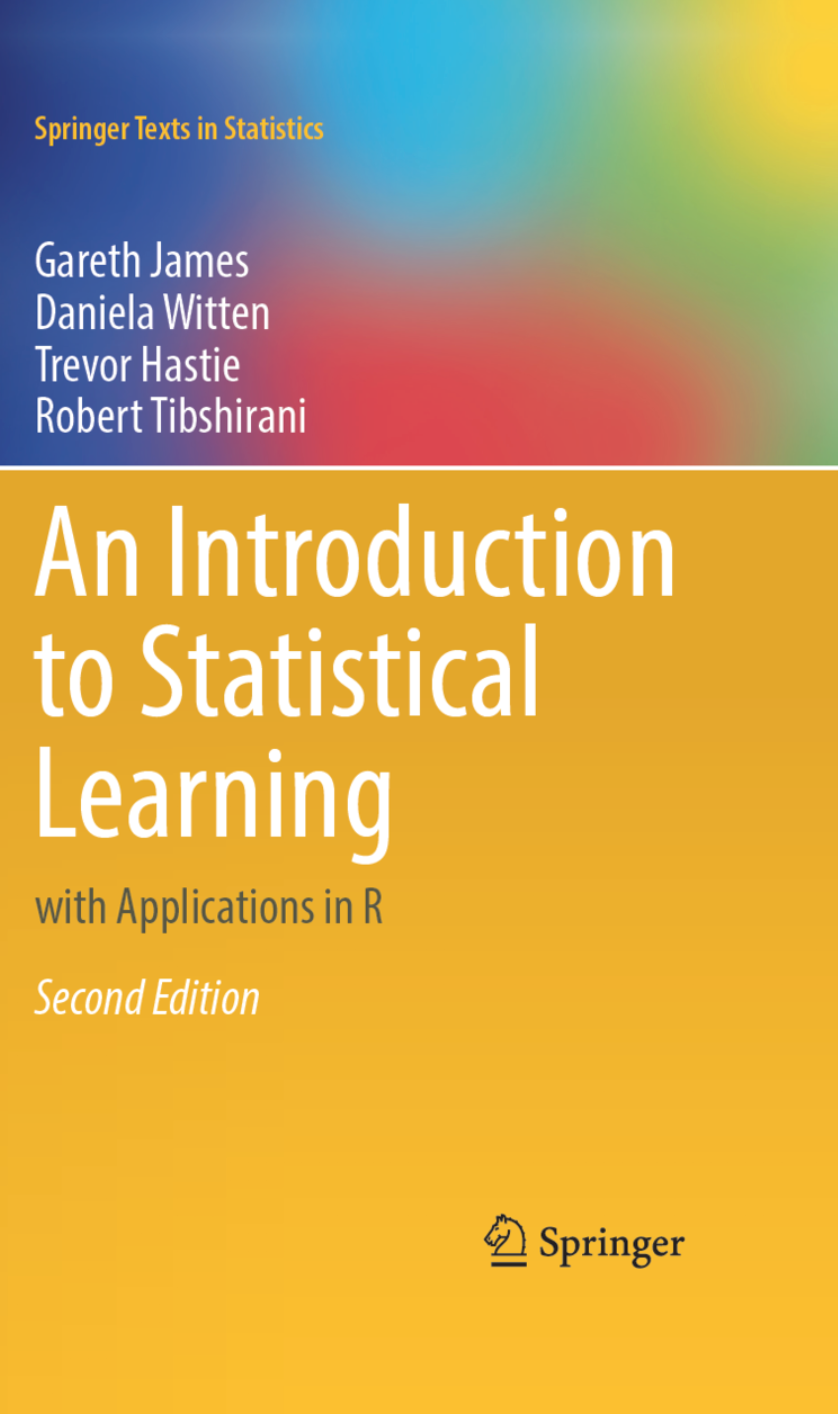 Springer Texts in Statistics
Gareth James
Daniela Witten
Trevor Hastie
Robert Tibshirani
An Introduction
to Statistical
Learning
with Applications in R
Second Edition
Springer